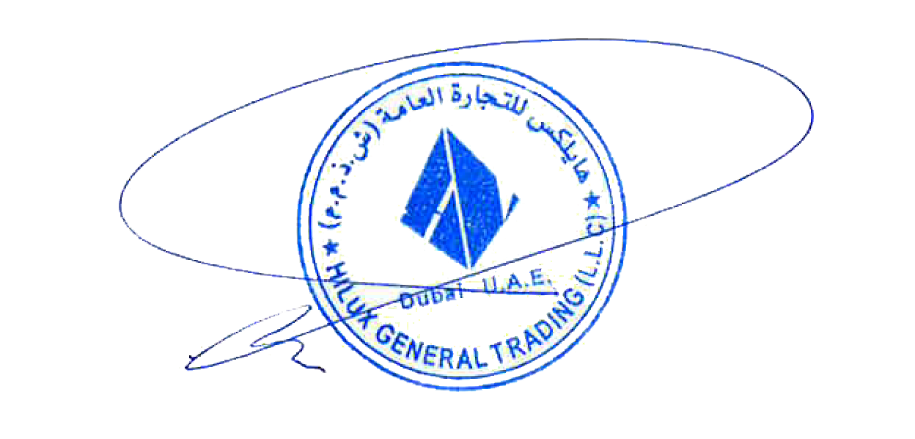 هايلكس للتجارة العامة (ش.ذ.م.م)
Dubai U.A.E.
★ HILUX GENERAL TRADING (L.L.C) ★